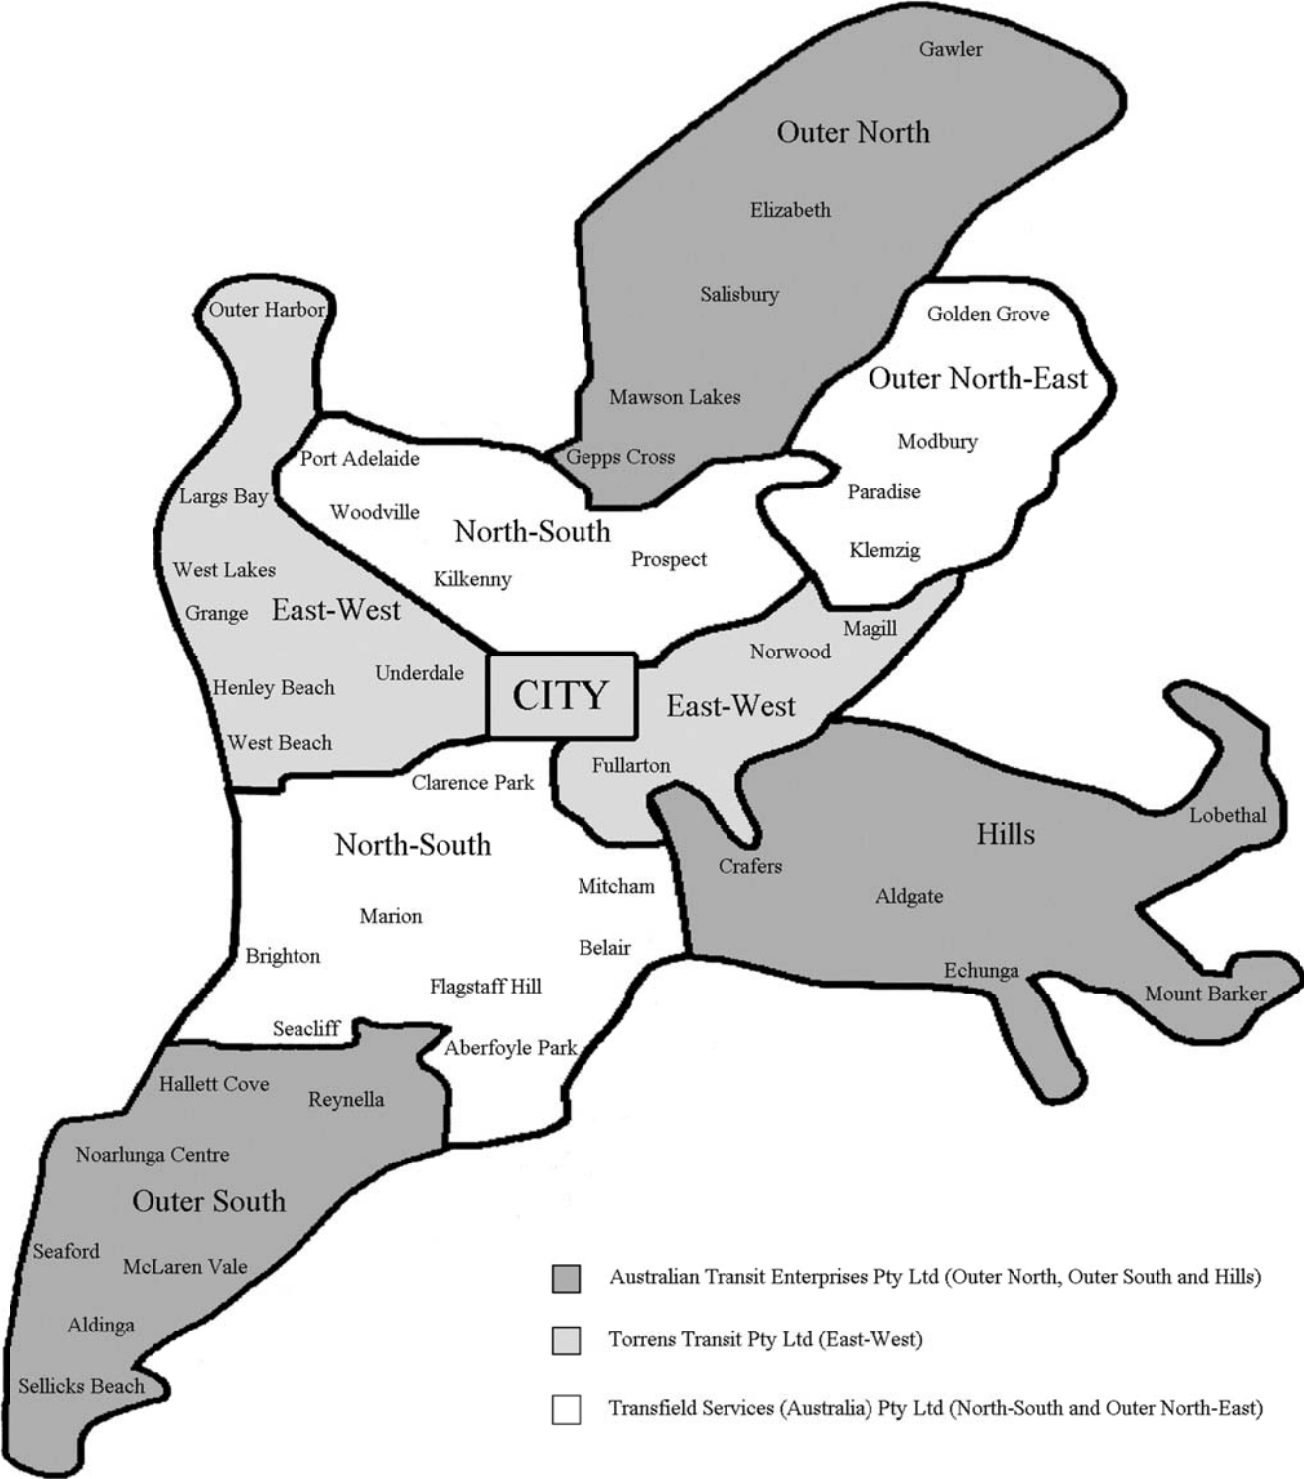 Gawler
Outer North
Elizabeth
Salisbury
Outer Harbor
Golden Grove
Outer North-East
Mawson Lakes
Modbury
Gepps Cross
Port Adelaide
Largs Bay
Paradise
Woodville
North-South
Klemzig
Prospect
West Lakes
Kilkenny
Grange
East-West
Magill
Norwood
Underdale
Henley Beach
CITY
East-West
West Beach
Fullarton
Clarence Park
Lobethal
Hills
North-South
Crafers
Mitcham
Aldgate
Marion
Belair
Brighton
Echunga
Flagstaff Hill
Mount Barker
Seacliff
Aberfoyle Park
Hallett Cove
Reynella
Noarlunga Centre
Outer South
Seaford
McLaren Vale
Australian Transit Enterprises Pty Ltd (Outer North, Outer South and Hills)
Aldinga
Torrens Transit Pty Ltd (East-West)
Sellicks Beach
Transfield Services (Australia) Pty Ltd (North-South and Outer North-East)